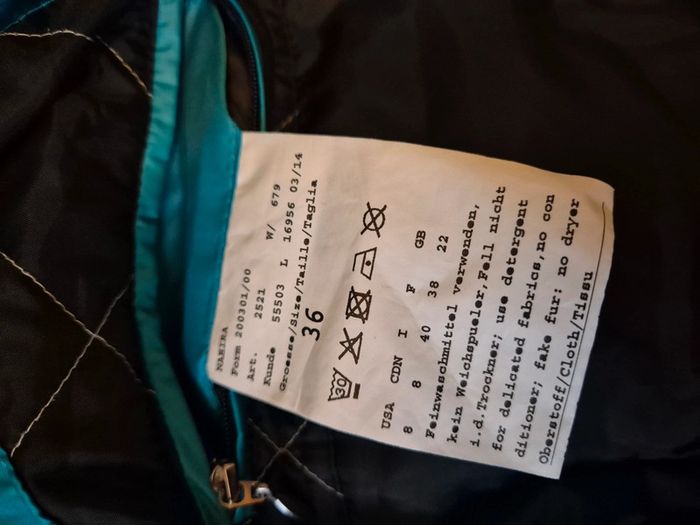 NARIRA
Form 200301/00
Art. 2521 W/ 679
Kunde 55503 L 16956 03/14
Groesse/Size/Taille/Taglia
36
30
USA CDN I F GB
8 8 40 38 22
Feinwaschmittel verwenden,
kein Weichspueler, Fell nicht
i.d.Trockner; use detergent
for delicated fabrics, no con
ditioner; fake fur: no dryer
Oberstoff/Cloth/Tissu